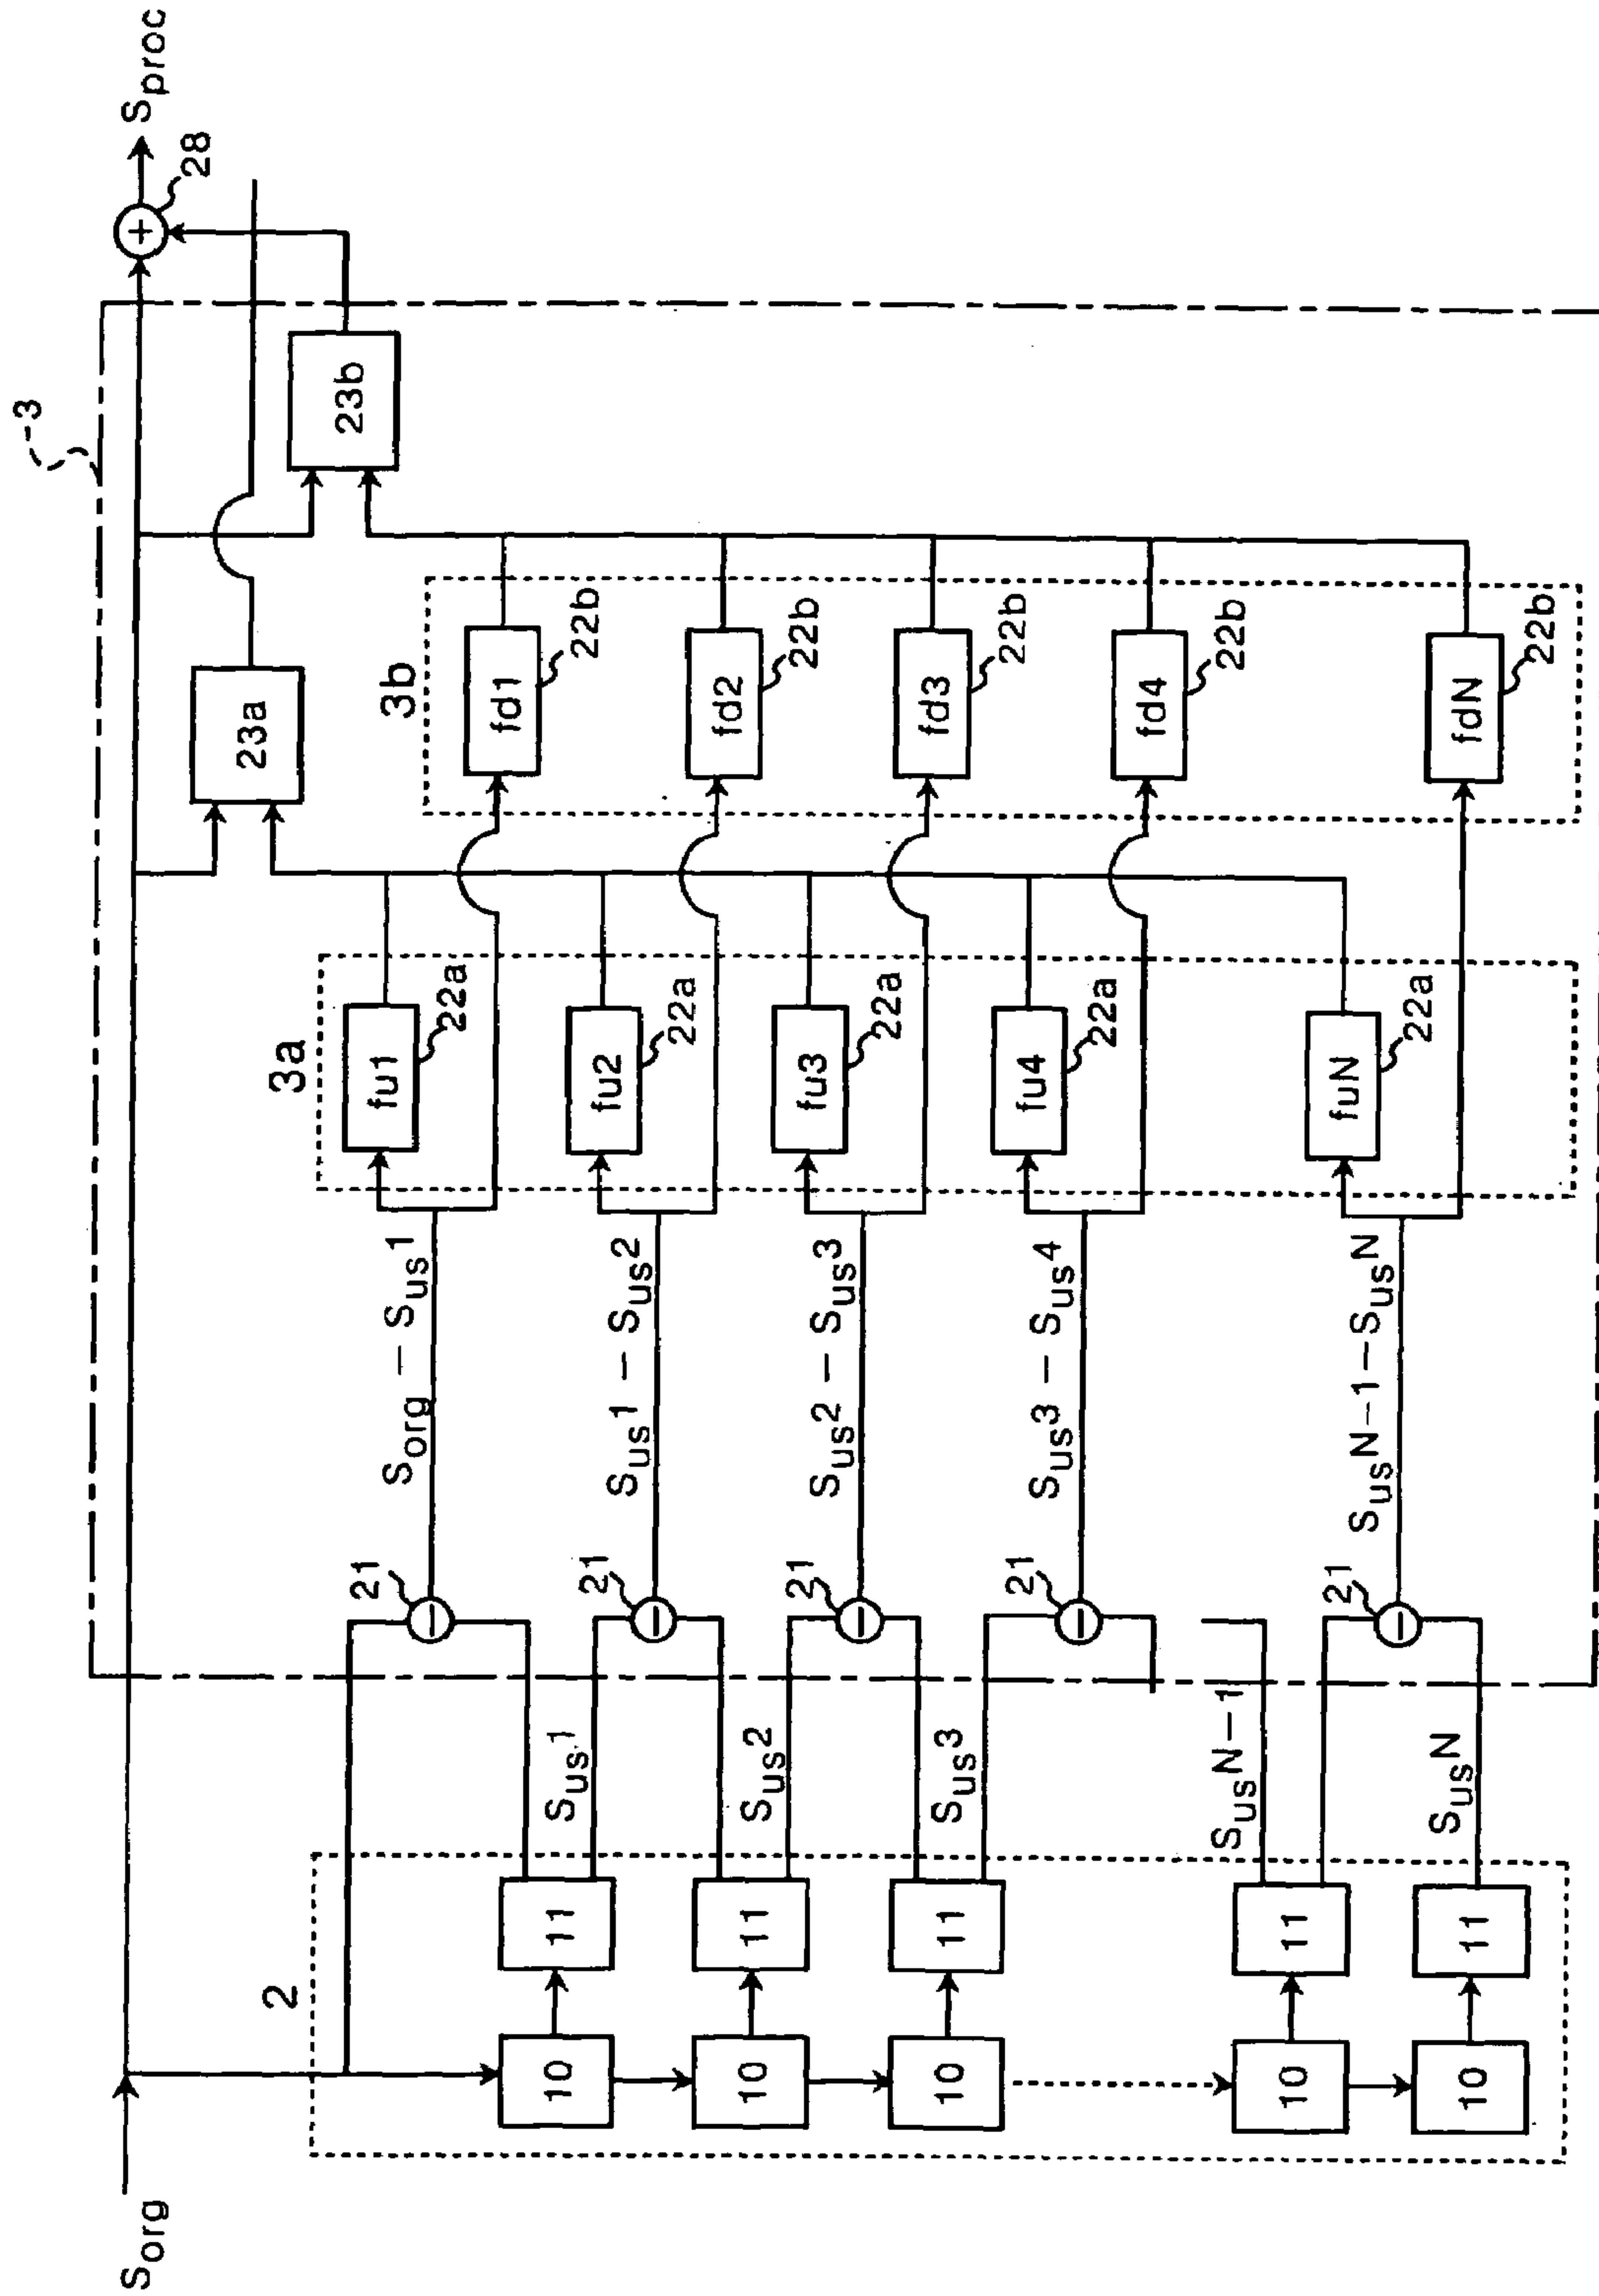 Sorg
2
10
11
10
11
10
11
10
11
10
11
Sus1
Sus2
Sus3
SusN-1
SusN
21
21
21
21
21
Sorg - Sus1
Sus1 - Sus2
Sus2 - Sus3
Sus3 - Sus4
SusN-1-SusN
3
3a
fu1
22a
fu2
22a
fu3
22a
fu4
22a
fuN
22a
3b
fd1
22b
fd2
22b
fd3
22b
fd4
22b
fdN
22b
23a
23b
+
28
Sproc